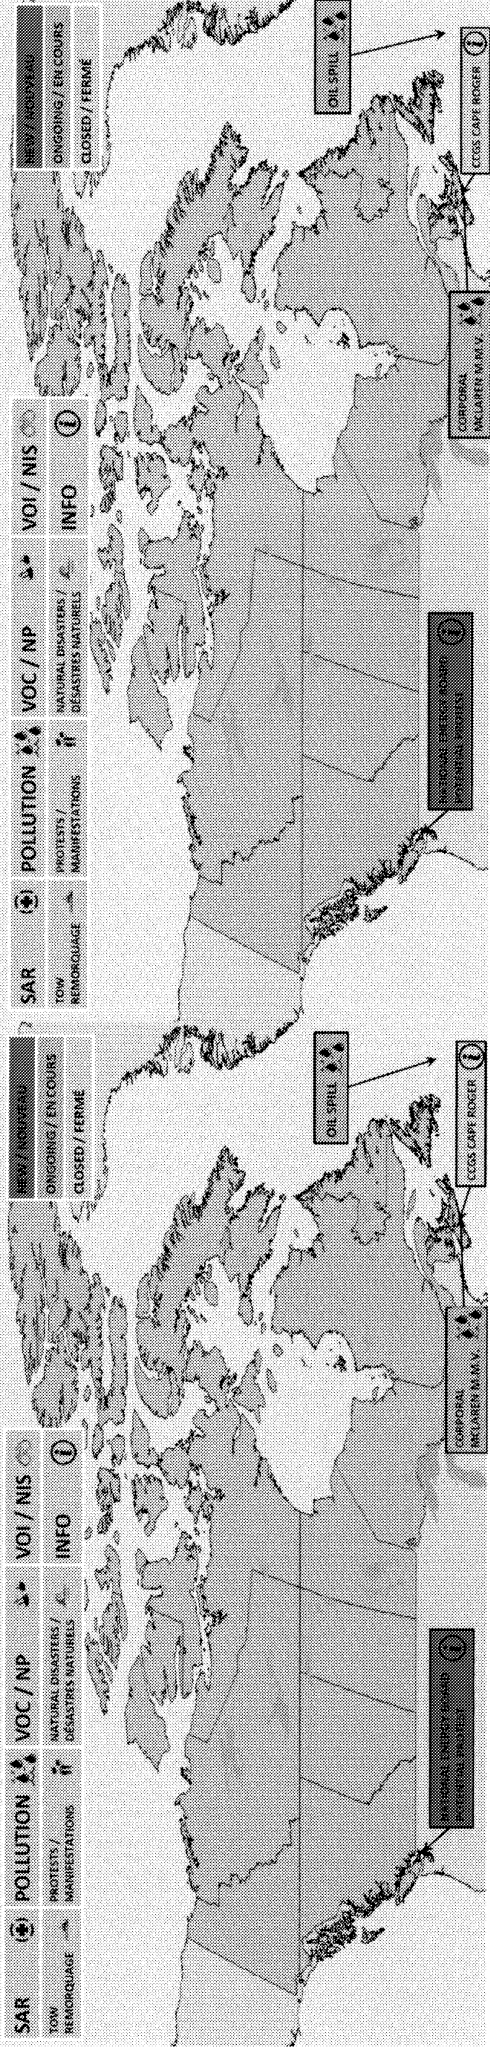 SAR
POLLUTION
VOC / NP
VOI / NIS
TOW
REMORQUAGE
PROTESTS /
MANIFESTATIONS
NATURAL DISASTERS /
DÉSASTRES NATURELS
INFO
NEW / NOUVEAU
ONGOING / EN COURS
CLOSED / FERMÉ
2
OIL SPILL
NATIONAL ENERGY BOARD
POTENTIAL PROTEST
CORPORAL
MCLAREN M.M.V.
CCGS CAPE ROGER
SAR
POLLUTION
VOC / NP
VOI / NIS
TOW
REMORQUAGE
PROTESTS /
MANIFESTATIONS
NATURAL DISASTERS /
DÉSASTRES NATURELS
INFO
NEW / NOUVEAU
ONGOING / EN COURS
CLOSED / FERMÉ
OIL SPILL
NATIONAL ENERGY BOARD
POTENTIAL PROTEST
CORPORAL
MCLAREN M.M.V.
CCGS CAPE ROGER